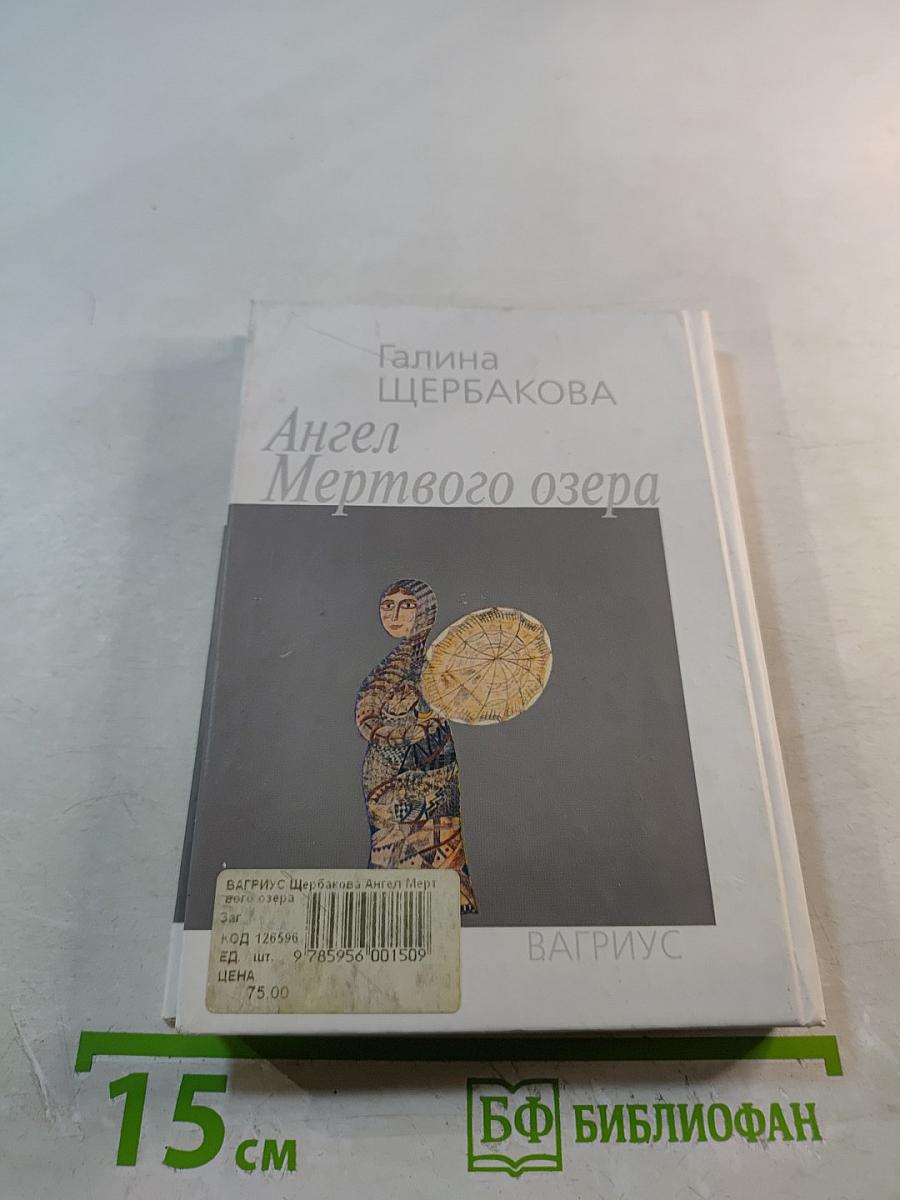 Галина
ЩЕРБАКОВА
Ангел
Мертвого озера
ВАГРИУС Щербакова Ангел Мерт
вого озера
Заг
КОД 126596
ЕД. шт. 9 785956 001509
ЦЕНА
75.00
ВАГРИУС
15 см
БФ БИБЛИОФАН